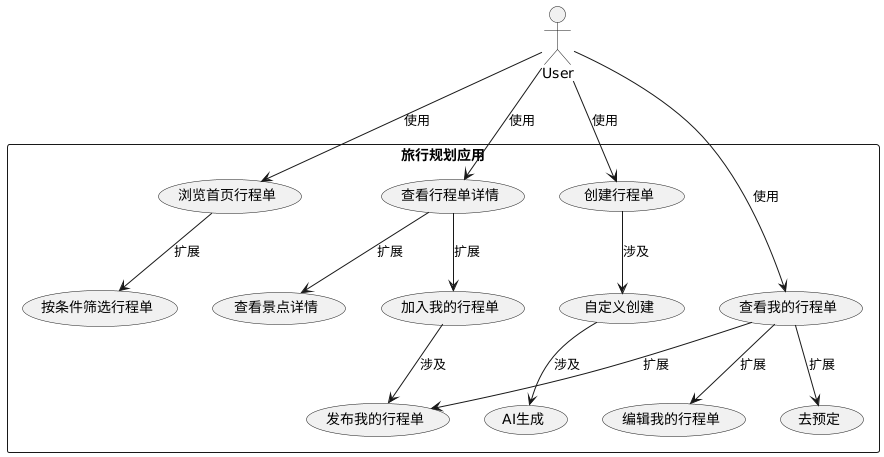 User
使用
使用
使用
使用
旅行规划应用
浏览首页行程单
查看行程单详情
创建行程单
扩展
扩展
扩展
涉及
按条件筛选行程单
查看景点详情
加入我的行程单
自定义创建
查看我的行程单
涉及
涉及
扩展
扩展
扩展
发布我的行程单
AI生成
编辑我的行程单
去预定